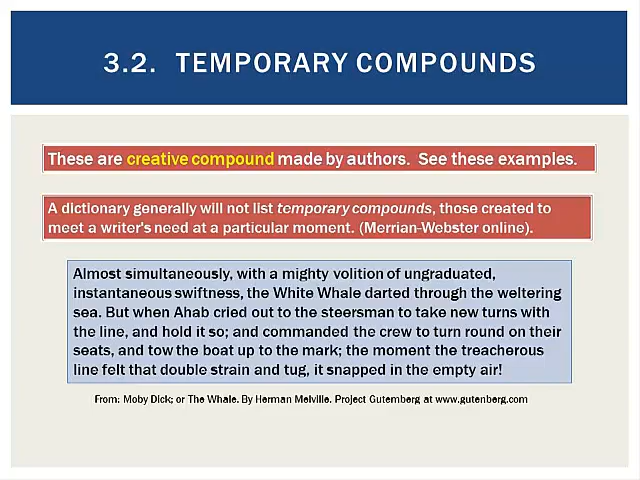 3.2. TEMPORARY COMPOUNDS
These are creative compound made by authors. See these examples.
A dictionary generally will not list temporary compounds, those created to
meet a writer's need at a particular moment. (Merrian-Webster online).
Almost simultaneously, with a mighty volition of ungraduated,
instantaneous swiftness, the White Whale darted through the weltering
sea. But when Ahab cried out to the steersman to take new turns with
the line, and hold it so; and commanded the crew to turn round on their
seats, and tow the boat up to the mark; the moment the treacherous
line felt that double strain and tug, it snapped in the empty air!
From: Moby Dick; or The Whale. By Herman Melville. Project Gutemberg at www.gutenberg.com